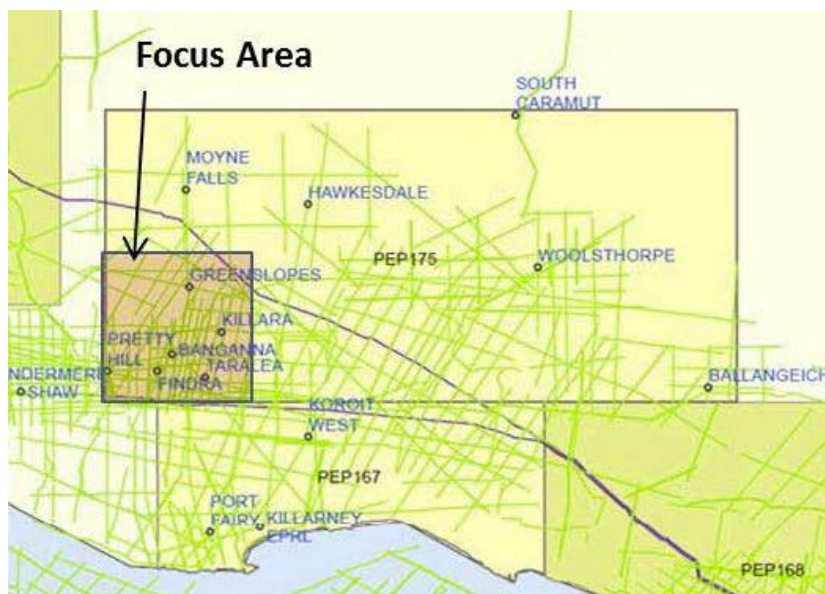 Focus Area
SOUTH
CARAMUT
MOYNE
FALLS
HAWKESDALE
PEP175
WOOLSTHORPE
GREENSLOPES
KILLARA
PRETTY
HILL
BANGANNA
TARALEA
FINDRA
NDERMERE
SHAW
BALLANGEICH
KOROIT
WEST
PEP167
PORT
FAIRY
KILLARNEY
EPRL
PEP168